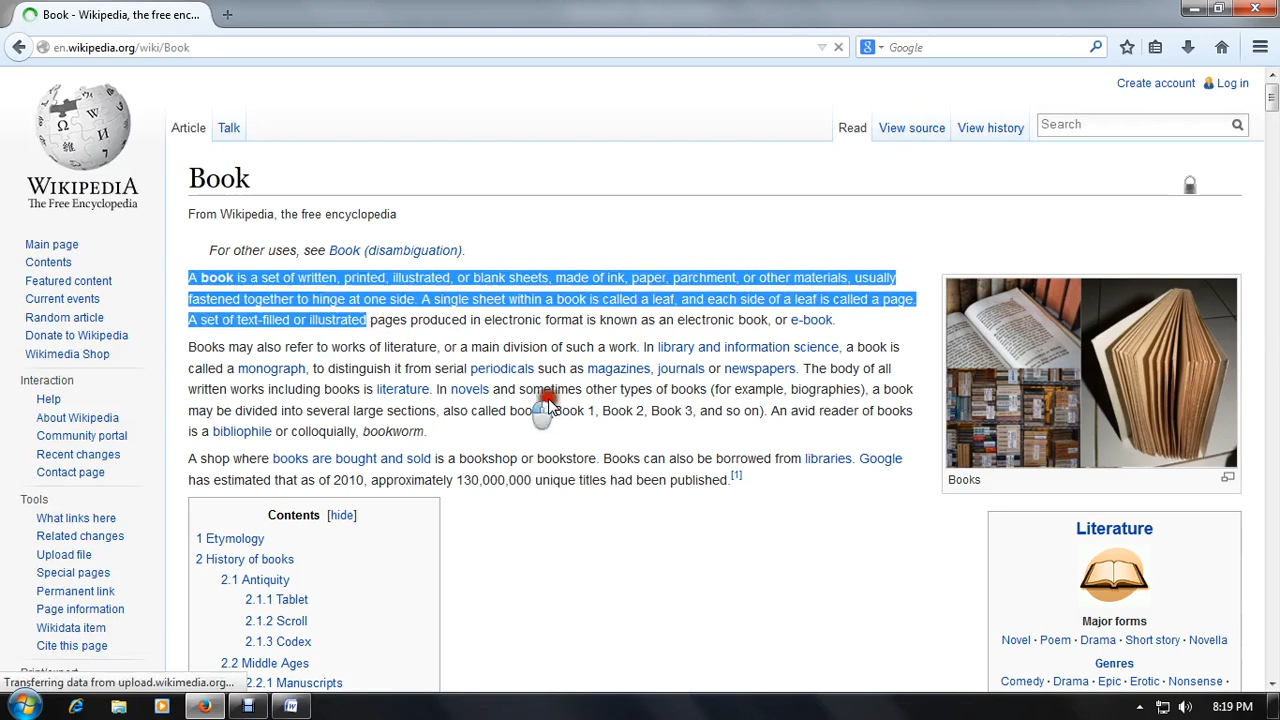 Book - Wikipedia, the free enc...
en.wikipedia.org/wiki/Book
Google
Create account Log in
Article Talk Read View source View history Search
WIKIPEDIA
The Free Encyclopedia
Main page
Contents
Featured content
Current events
Random article
Donate to Wikipedia
Wikimedia Shop
Interaction
Help
About Wikipedia
Community portal
Recent changes
Contact page
Tools
What links here
Related changes
Upload file
Special pages
Permanent link
Page information
Wikidata item
Cite this page
Book
From Wikipedia, the free encyclopedia
For other uses, see Book (disambiguation).
A book is a set of written, printed, illustrated, or blank sheets, made of ink, paper, parchment, or other materials, usually
fastened together to hinge at one side. A single sheet within a book is called a leaf, and each side of a leaf is called a page.
A set of text-filled or illustrated pages produced in electronic format is known as an electronic book, or e-book.
Books may also refer to works of literature, or a main division of such a work. In library and information science, a book is
called a monograph, to distinguish it from serial periodicals such as magazines, journals or newspapers. The body of all
written works including books is literature. In novels and sometimes other types of books (for example, biographies), a book
may be divided into several large sections, also called Book 1, Book 2, Book 3, and so on). An avid reader of books
is a bibliophile or colloquially, bookworm.
A shop where books are bought and sold is a bookshop or bookstore. Books can also be borrowed from libraries. Google
has estimated that as of 2010, approximately 130,000,000 unique titles had been published.[1]
Contents [hide]
1 Etymology
2 History of books
2.1 Antiquity
2.1.1 Tablet
2.1.2 Scroll
2.1.3 Codex
2.2 Middle Ages
2.2.1 Manuscripts
Books
Literature
Major forms
Novel · Poem · Drama · Short story · Novella
Genres
Comedy · Drama · Epic · Erotic · Nonsense ·
Transferring data from upload.wikimedia.org...
8:19 PM